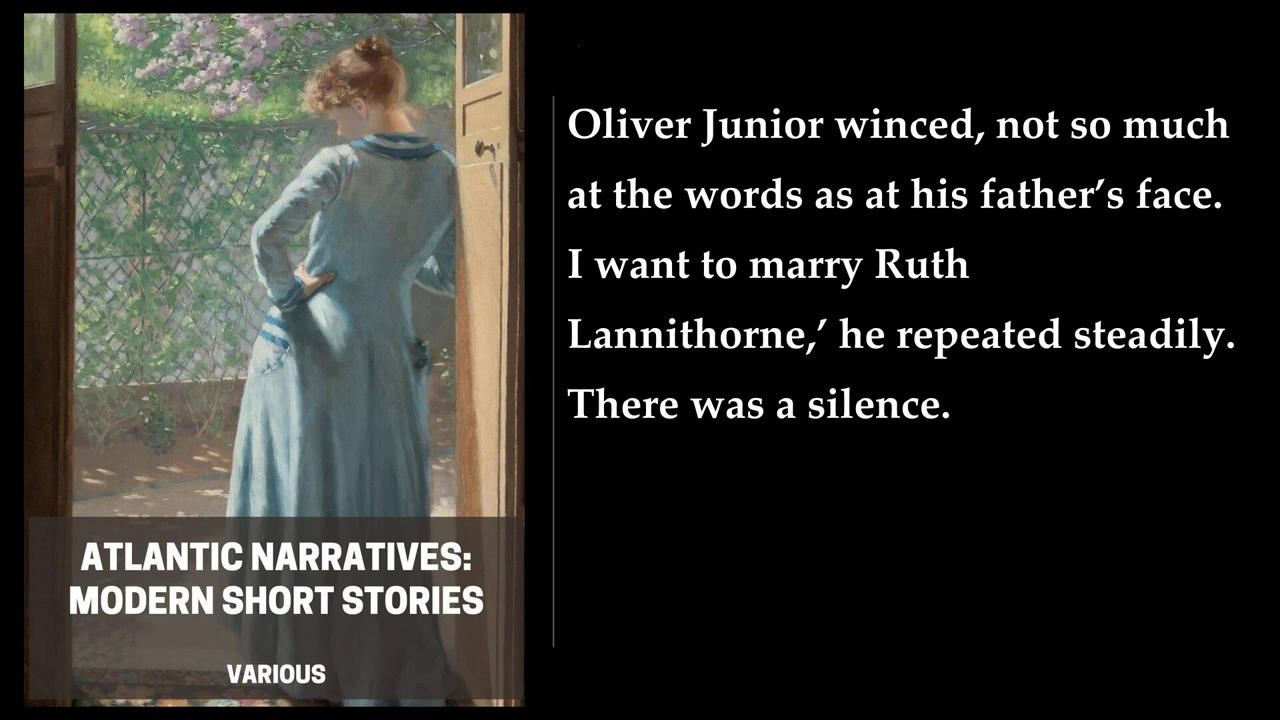 Oliver Junior winced, not so much
at the words as at his father’s face.
I want to marry Ruth
Lannithorne,’ he repeated steadily.
There was a silence.
ATLANTIC NARRATIVES:
MODERN SHORT STORIES
VARIOUS